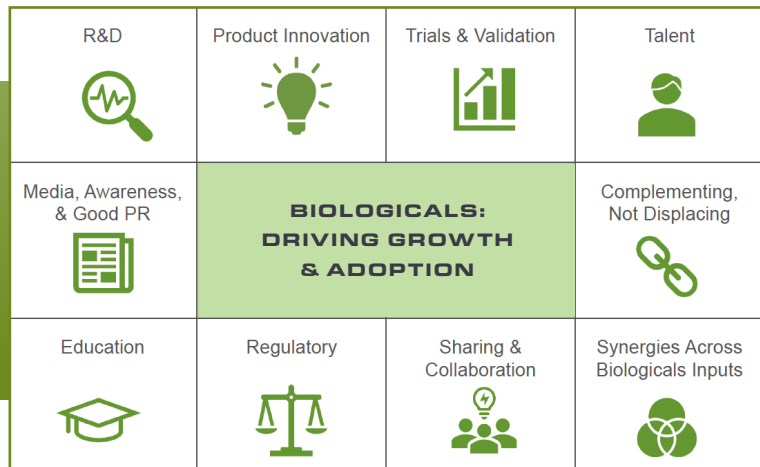 R&D
Product Innovation
Trials & Validation
Talent
Media, Awareness,
& Good PR
BIOLOGICALS:
DRIVING GROWTH
& ADOPTION
Complementing,
Not Displacing
Education
Regulatory
Sharing &
Collaboration
Synergies Across
Biologicals Inputs